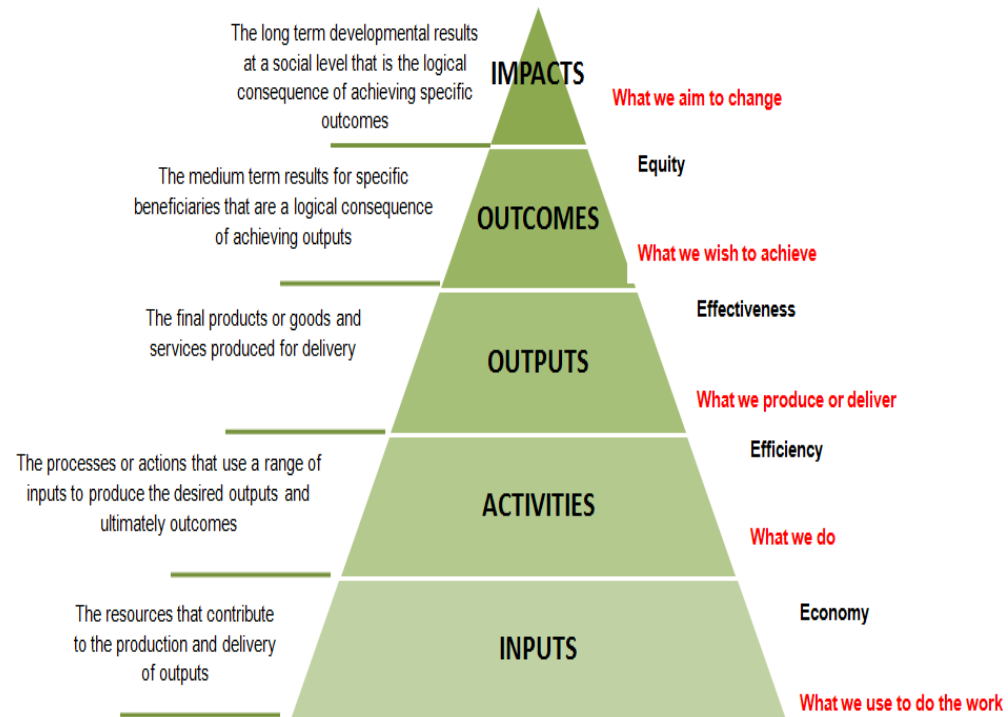 The long term developmental results
at a social level that is the logical
consequence of achieving specific
outcomes
IMPACTS
What we aim to change
Equity
The medium term results for specific
beneficiaries that are a logical consequence
of achieving outputs
OUTCOMES
What we wish to achieve
Effectiveness
The final products or goods and
services produced for delivery
OUTPUTS
What we produce or deliver
Efficiency
The processes or actions that use a range of
inputs to produce the desired outputs and
ultimately outcomes
ACTIVITIES
What we do
Economy
The resources that contribute
to the production and delivery
of outputs
INPUTS
What we use to do the work